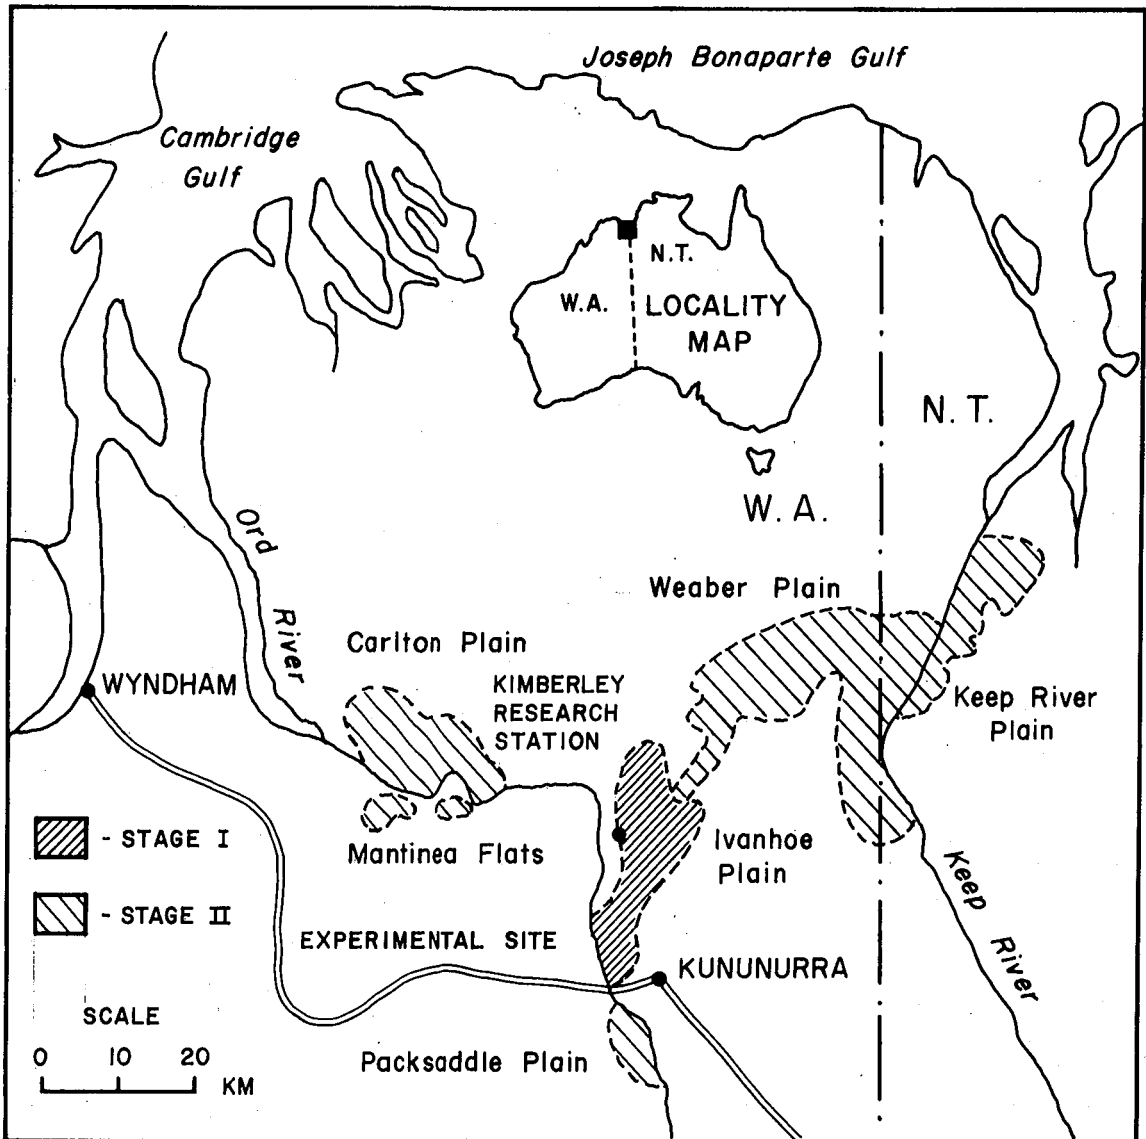 Joseph Bonaparte Gulf
Cambridge
Gulf
N.T.
W.A.
LOCALITY
MAP
N.T.
W.A.
Ord
River
Weaber Plain
Carlton Plain
WYNDHAM
KIMBERLEY
RESEARCH
STATION
Keep River
Plain
- STAGE I
Mantinea Flats
Ivanhoe
Plain
- STAGE II
Keep
River
EXPERIMENTAL SITE
KUNUNURRA
SCALE
0 10 20
KM
Packsaddle Plain